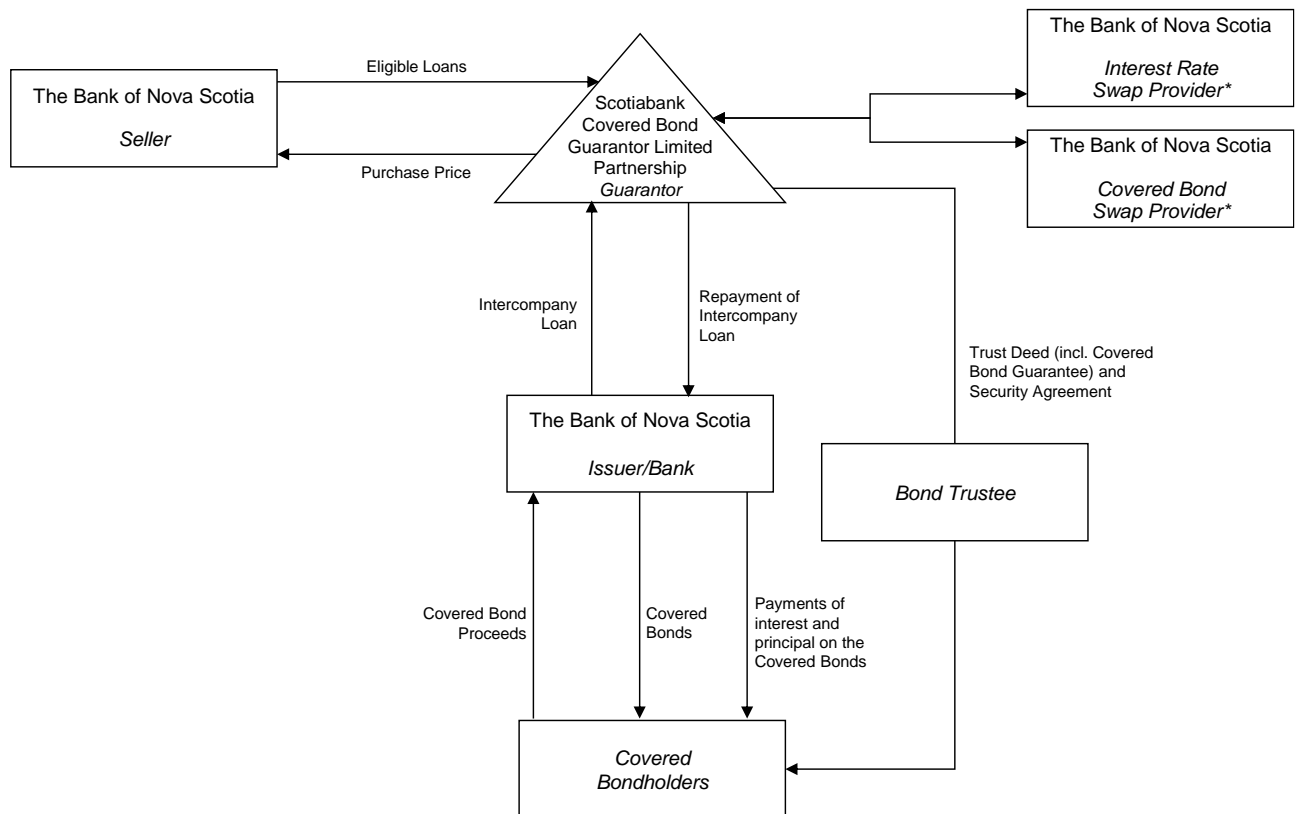 The Bank of Nova Scotia
Seller
Eligible Loans
Purchase Price
Scotiabank
Covered Bond
Guarantor Limited
Partnership
Guarantor
The Bank of Nova Scotia
Interest Rate
Swap Provider*
The Bank of Nova Scotia
Covered Bond
Swap Provider*
Intercompany
Loan
Repayment of
Intercompany
Loan
Trust Deed (incl. Covered
Bond Guarantee) and
Security Agreement
The Bank of Nova Scotia
Issuer/Bank
Bond Trustee
Covered Bond
Proceeds
Covered
Bonds
Payments of
interest and
principal on the
Covered Bonds
Covered
Bondholders